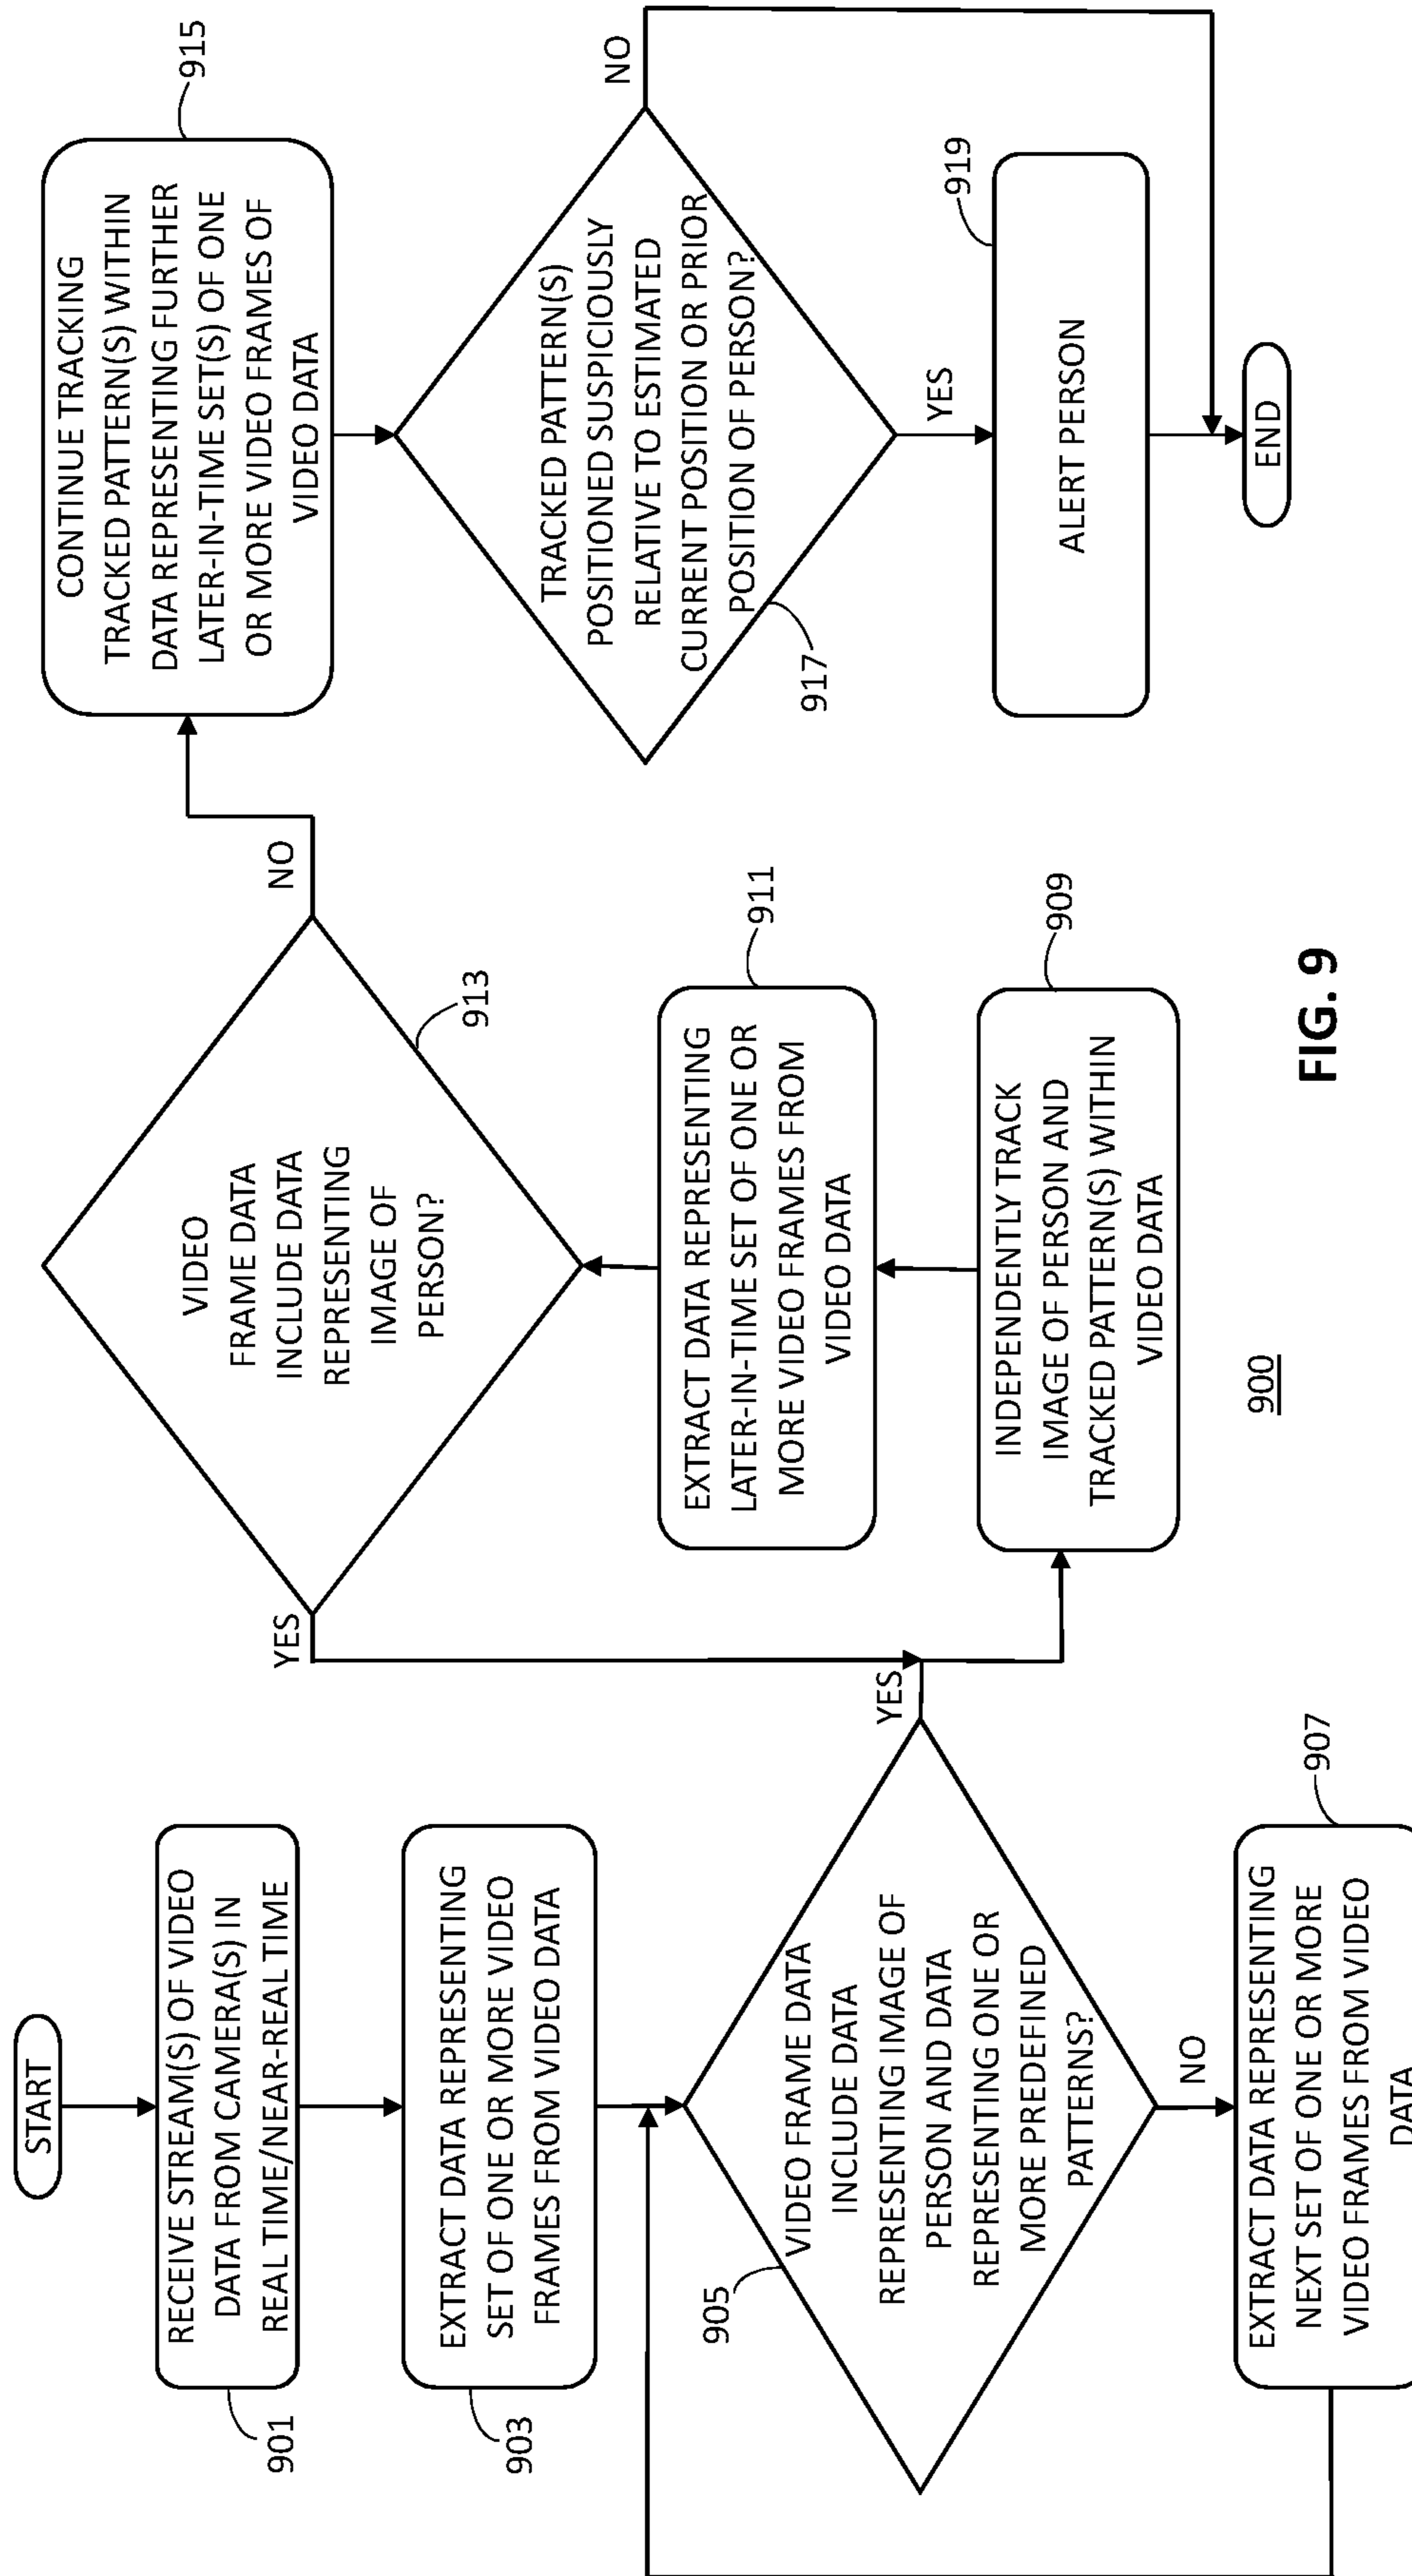 START
RECEIVE STREAM(S) OF VIDEO
DATA FROM CAMERA(S) IN
REAL TIME/NEAR-REAL TIME
901
EXTRACT DATA REPRESENTING
SET OF ONE OR MORE VIDEO
FRAMES FROM VIDEO DATA
903
905
VIDEO FRAME DATA
INCLUDE DATA
REPRESENTING IMAGE OF
PERSON AND DATA
REPRESENTING ONE OR
MORE PREDEFINED
PATTERNS?
YES
NO
907
EXTRACT DATA REPRESENTING
NEXT SET OF ONE OR MORE
VIDEO FRAMES FROM VIDEO
DATA
INDEPENDENTLY TRACK
IMAGE OF PERSON AND
TRACKED PATTERN(S) WITHIN
VIDEO DATA
909
EXTRACT DATA REPRESENTING
LATER-IN-TIME SET OF ONE OR
MORE VIDEO FRAMES FROM
VIDEO DATA
911
VIDEO
FRAME DATA
INCLUDE DATA
REPRESENTING
IMAGE OF
PERSON?
913
YES
NO
CONTINUE TRACKING
TRACKED PATTERN(S) WITHIN
DATA REPRESENTING FURTHER
LATER-IN-TIME SET(S) OF ONE
OR MORE VIDEO FRAMES OF
VIDEO DATA
915
TRACKED PATTERN(S)
POSITIONED SUSPICIOUSLY
RELATIVE TO ESTIMATED
CURRENT POSITION OR PRIOR
POSITION OF PERSON?
917
NO
YES
919
ALERT PERSON
END
900
FIG. 9